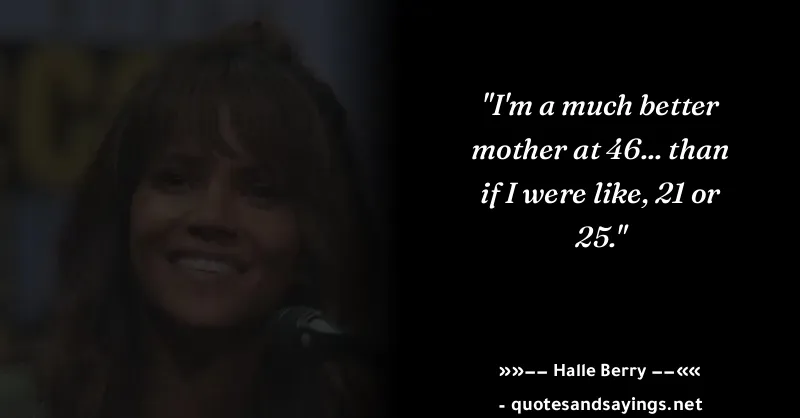 "I'm a much better
mother at 46... than
if I were like, 21 or
25."
»»–– Halle Berry ––««
- quotesandsayings.net